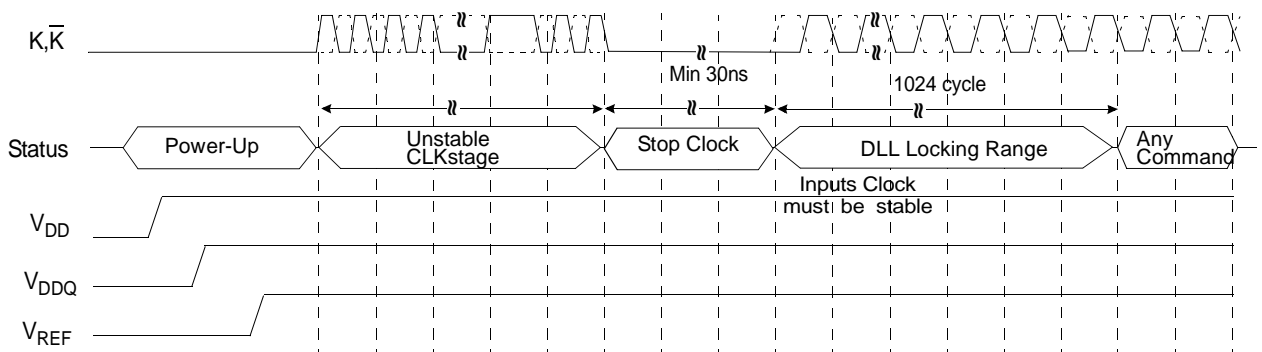 K,K̅
Min 30ns
1024 cycle
Status
Power-Up
Unstable
CLKstage
Stop Clock
DLL Locking Range
Any
Command
Inputs Clock
must be stable
VDD
VDDQ
VREF